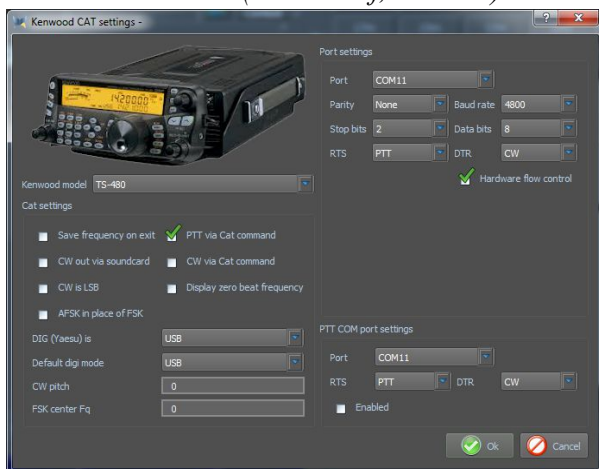 Kenwood CAT settings -
Port settings
Port COM11
Parity None Baud rate 4800
Stop bits 2 Data bits 8
RTS PTT DTR CW
Hardware flow control
Kenwood model TS-480
Cat settings
Save frequency on exit PTT via Cat command
CW out via soundcard CW via Cat command
CW is LSB Display zero beat frequency
AFSK in place of FSK
DIG (Yaesu) is USB
Default digi mode USB
CW pitch 0
FSK center Fq 0
PTT COM port settings
Port COM11
RTS PTT DTR CW
Enabled
Ok Cancel